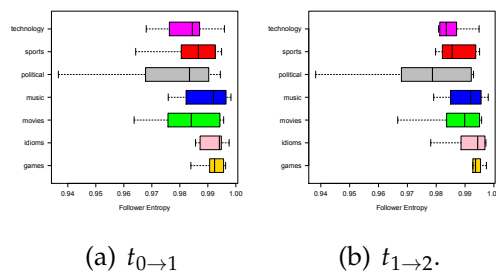 technology
sports
political
music
movies
idioms
games
0.94 0.95 0.96 0.97 0.98 0.99 1.00
Follower Entropy
(a) t0→1
technology
sports
political
music
movies
idioms
games
0.94 0.95 0.96 0.97 0.98 0.99 1.0
Follower Entropy
(b) t1→2.